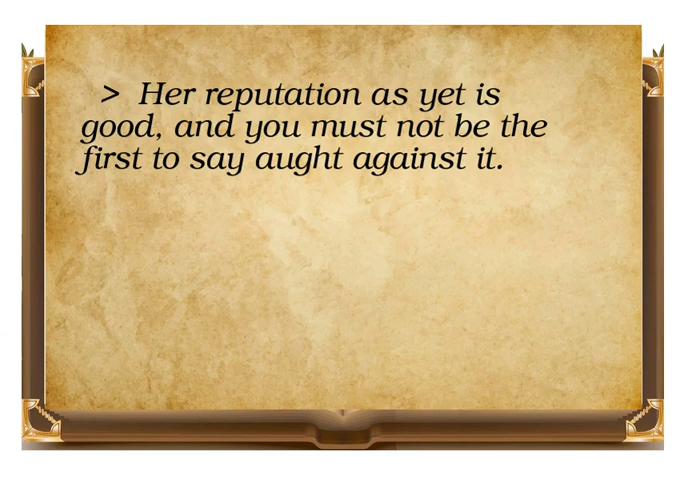 > Her reputation as yet is
good, and you must not be the
first to say aught against it.